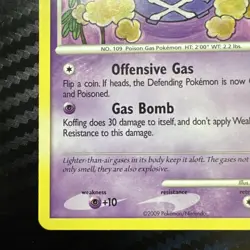 NO. 109 Poison Gas Pokémon HT: 2'00" WT: 2.2 lbs.
Offensive Gas
Flip a coin. If heads, the Defending Pokémon is now
and Poisoned.
Gas Bomb
Koffing does 30 damage to itself, and don't apply Weak
Resistance to this damage.
Lighter-than-air gases in its body keep it aloft. The gases not
only smell, they are also explosive.
weakness
resistance
+10
©2009 Pokémon/Nintendo
Illus.